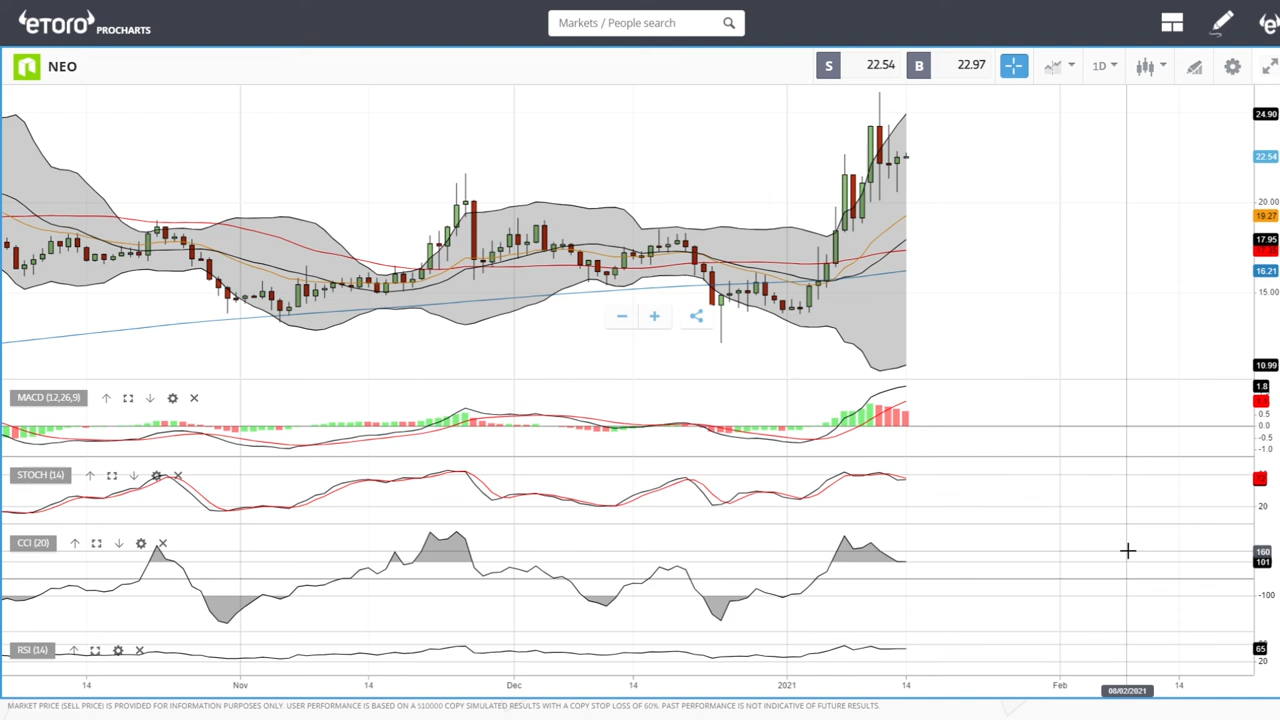 etoro PROCHARTS
Markets / People search
NEO
S 22.54 B 22.97
1D
24.90
22.54
20.00
19.27
17.95
16.21
15.00
10.99
MACD (12,26,9)
1.8
0.5
0.0
-0.5
-1.0
STOCH (14)
20
CCI (20)
160
101
-100
RSI (14)
65
20
14 Nov 14 Dec 14 2021 14 Feb 14
08/02/2021
MARKET PRICE (SELL PRICE) IS PROVIDED FOR INFORMATION PURPOSES ONLY. USER PERFORMANCE IS BASED ON A $10000 COPY SIMULATED RESULTS WITH A COPY STOP LOSS OF 60%. PAST PERFORMANCE IS NOT INDICATIVE OF FUTURE RESULTS.